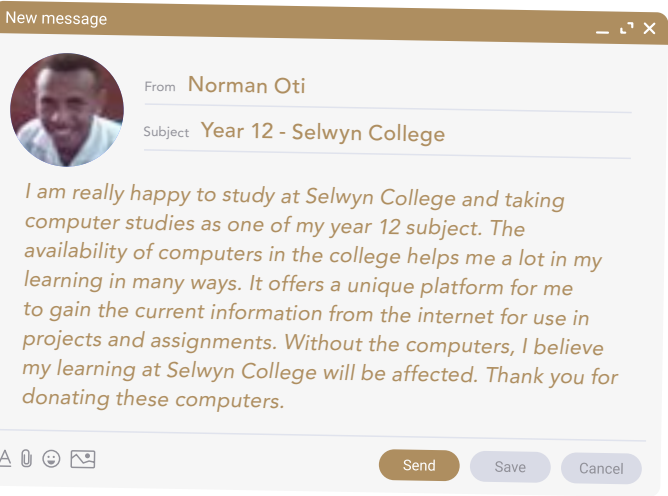 New message
From Norman Oti
Subject Year 12 - Selwyn College
I am really happy to study at Selwyn College and taking
computer studies as one of my year 12 subject. The
availability of computers in the college helps me a lot in my
learning in many ways. It offers a unique platform for me
to gain the current information from the internet for use in
projects and assignments. Without the computers, I believe
my learning at Selwyn College will be affected. Thank you for
donating these computers.
A
Send Save Cancel